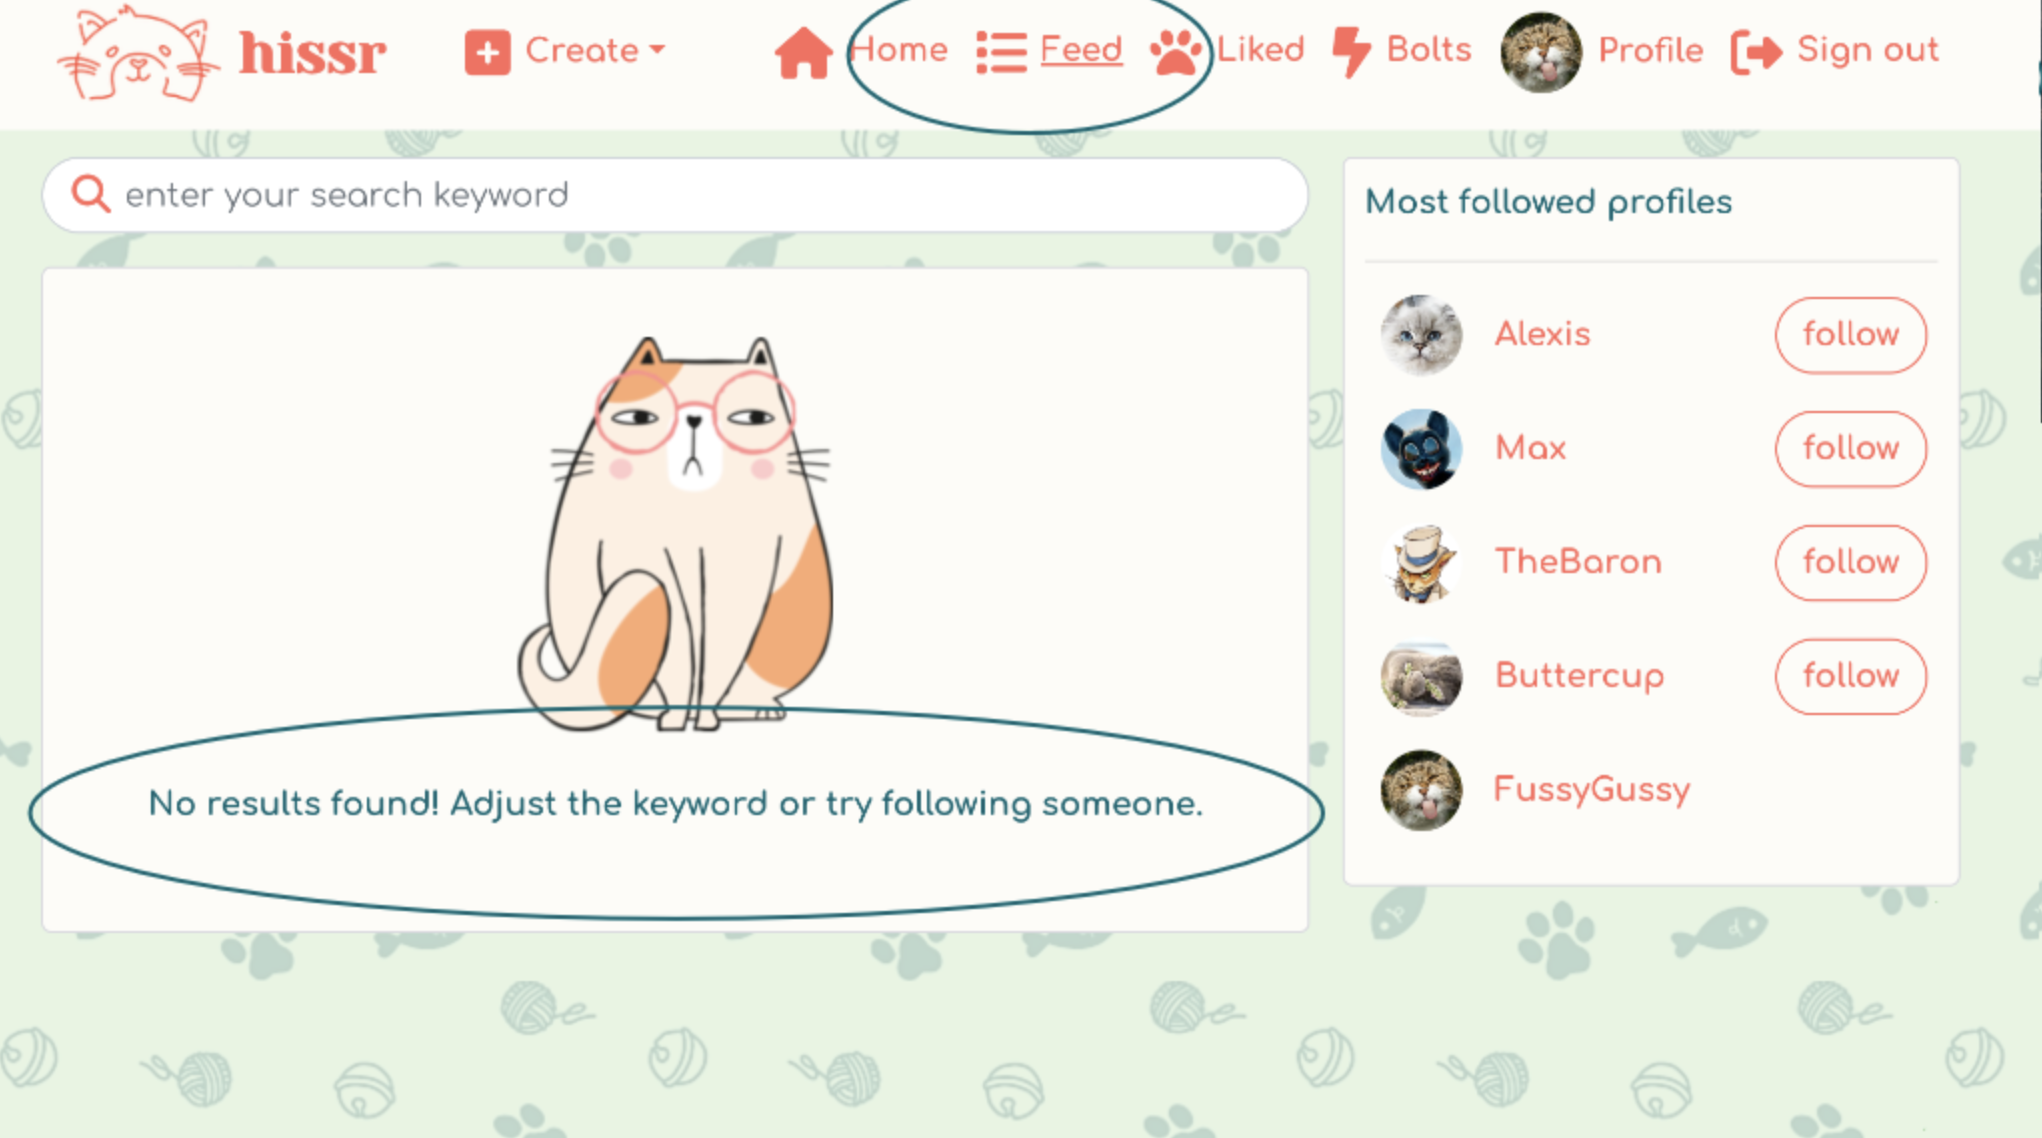 hissr
Create
Home
Feed
Liked
Bolts
Profile
Sign out
enter your search keyword
Most followed profiles
Alexis
follow
Max
follow
TheBaron
follow
Buttercup
follow
FussyGussy
No results found! Adjust the keyword or try following someone.